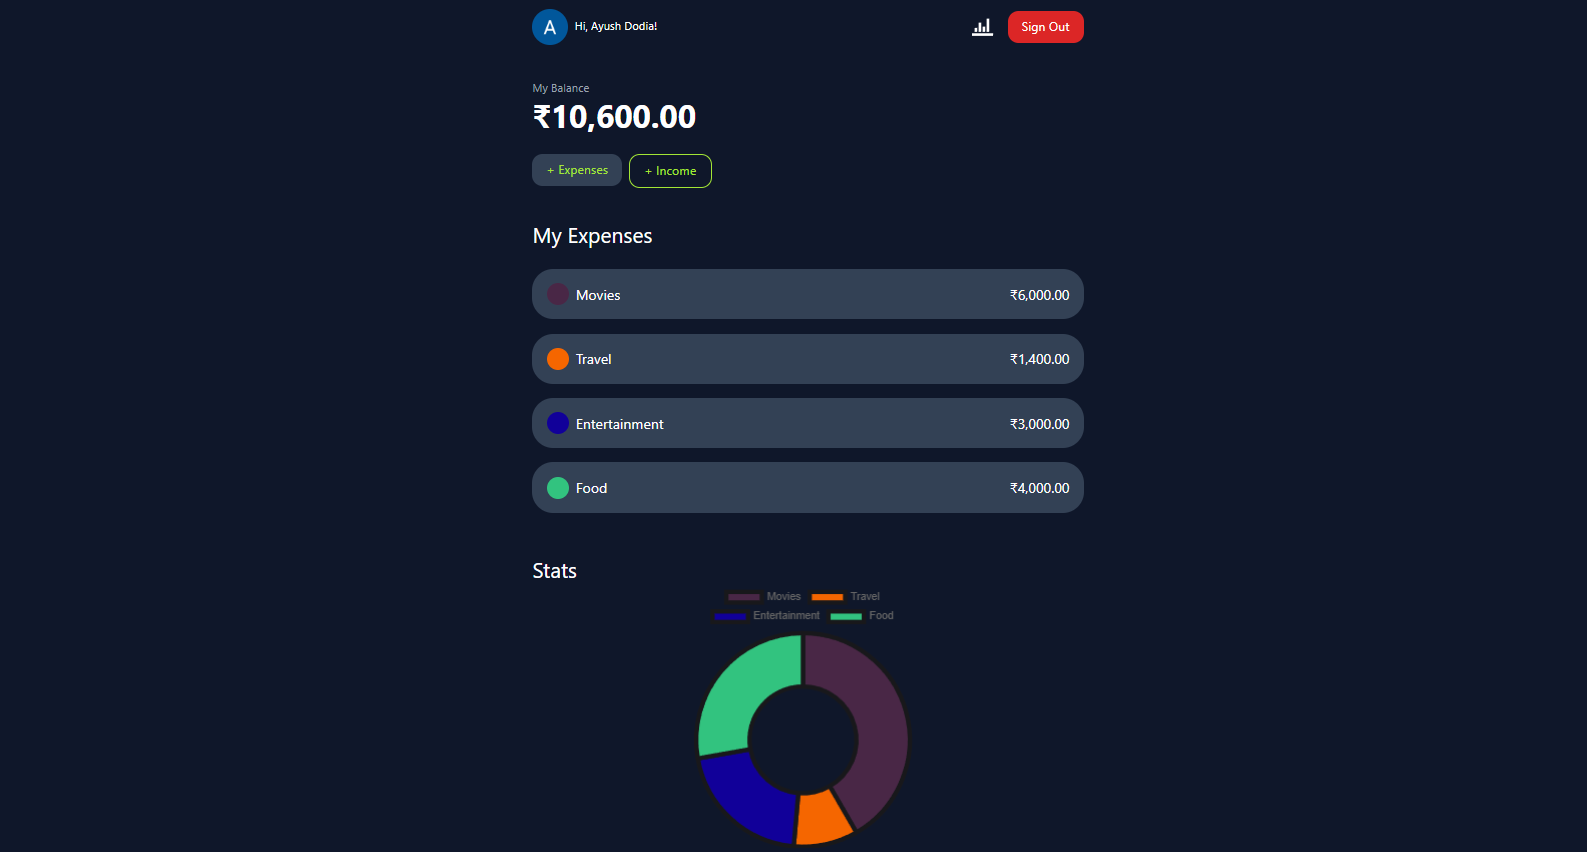 A Hi, Ayush Dodia! Sign Out
My Balance
₹10,600.00
+ Expenses + Income
My Expenses
Movies ₹6,000.00
Travel ₹1,400.00
Entertainment ₹3,000.00
Food ₹4,000.00
Stats
Movies Travel
Entertainment Food